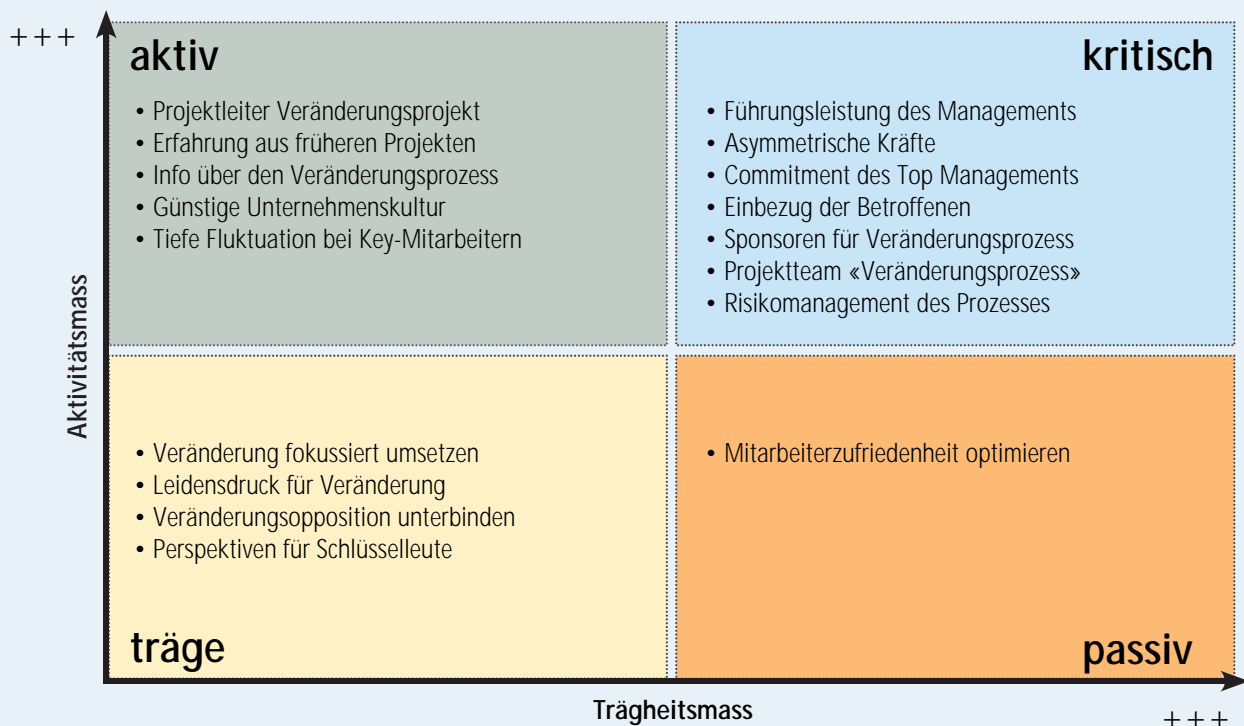 +++
aktiv
• Projektleiter Veränderungsprojekt
• Erfahrung aus früheren Projekten
• Info über den Veränderungsprozess
• Günstige Unternehmenskultur
• Tiefe Fluktuation bei Key-Mitarbeitern
kritisch
• Führungsleistung des Managements
• Asymmetrische Kräfte
• Commitment des Top Managements
• Einbezug der Betroffenen
• Sponsoren für Veränderungsprozess
• Projektteam «Veränderungsprozess»
• Risikomanagement des Prozesses
Aktivitätsmass
• Veränderung fokussiert umsetzen
• Leidensdruck für Veränderung
• Veränderungsopposition unterbinden
• Perspektiven für Schlüsselleute
träge
• Mitarbeiterzufriedenheit optimieren
passiv
Trägheitsmass
+++